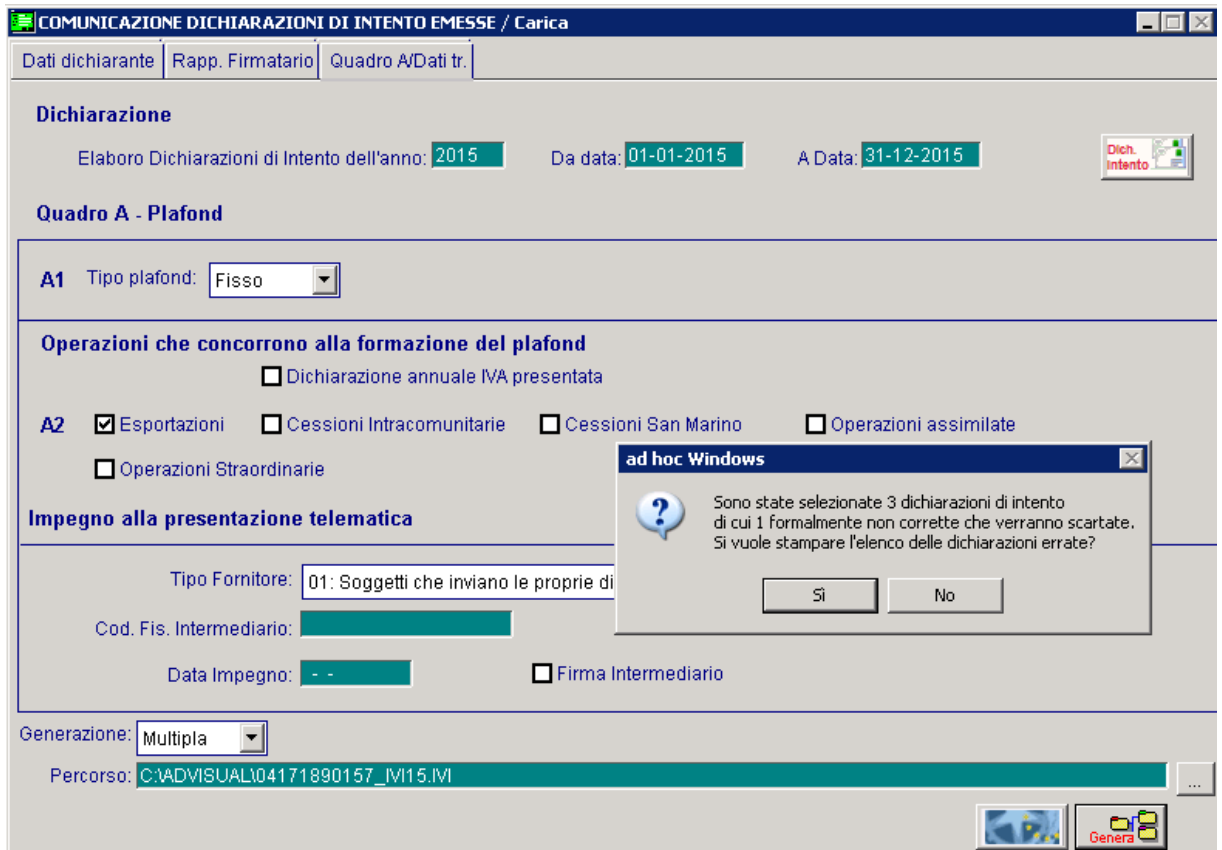 COMUNICAZIONE DICHIARAZIONI DI INTENTO EMESSE / Carica
Dati dichiarante Rapp. Firmatario Quadro A/Dati tr.
Dichiarazione
Elaboro Dichiarazioni di Intento dell'anno: 2015 Da data: 01-01-2015 A Data: 31-12-2015 Dich. Intento
Quadro A - Plafond
A1 Tipo plafond: Fisso
Operazioni che concorrono alla formazione del plafond
Dichiarazione annuale IVA presentata
A2 Esportazioni Cessioni Intracomunitarie Cessioni San Marino Operazioni assimilate
Operazioni Straordinarie
ad hoc Windows
Sono state selezionate 3 dichiarazioni di intento
di cui 1 formalmente non corrette che verranno scartate.
Si vuole stampare l'elenco delle dichiarazioni errate?
Sì No
Impegno alla presentazione telematica
Tipo Fornitore: 01: Soggetti che inviano le proprie di
Cod. Fis. Intermediario:
Data Impegno: - - Firma Intermediario
Generazione: Multipla
Percorso: C:\ADVISUAL\04171890157_IVI15.IVI ...
Genera